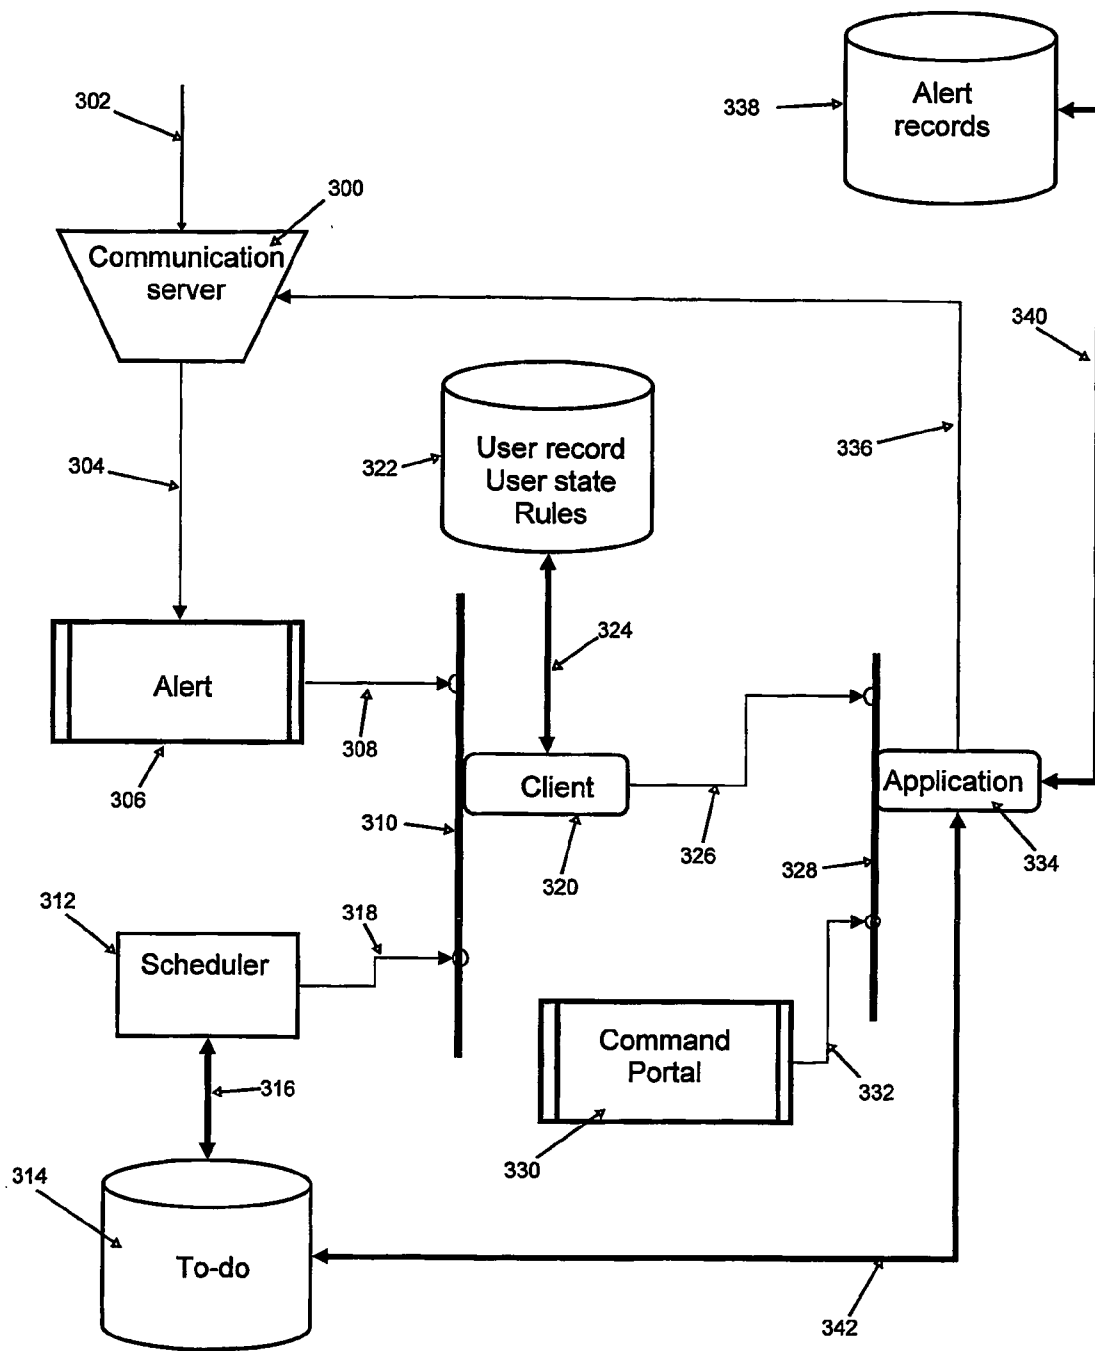 302
338
Alert
records
300
Communication
server
340
304
322
User record
User state
Rules
336
324
Alert
308
306
310
Client
320
326
Application
334
328
312
318
Scheduler
316
Command
Portal
332
330
314
To-do
342